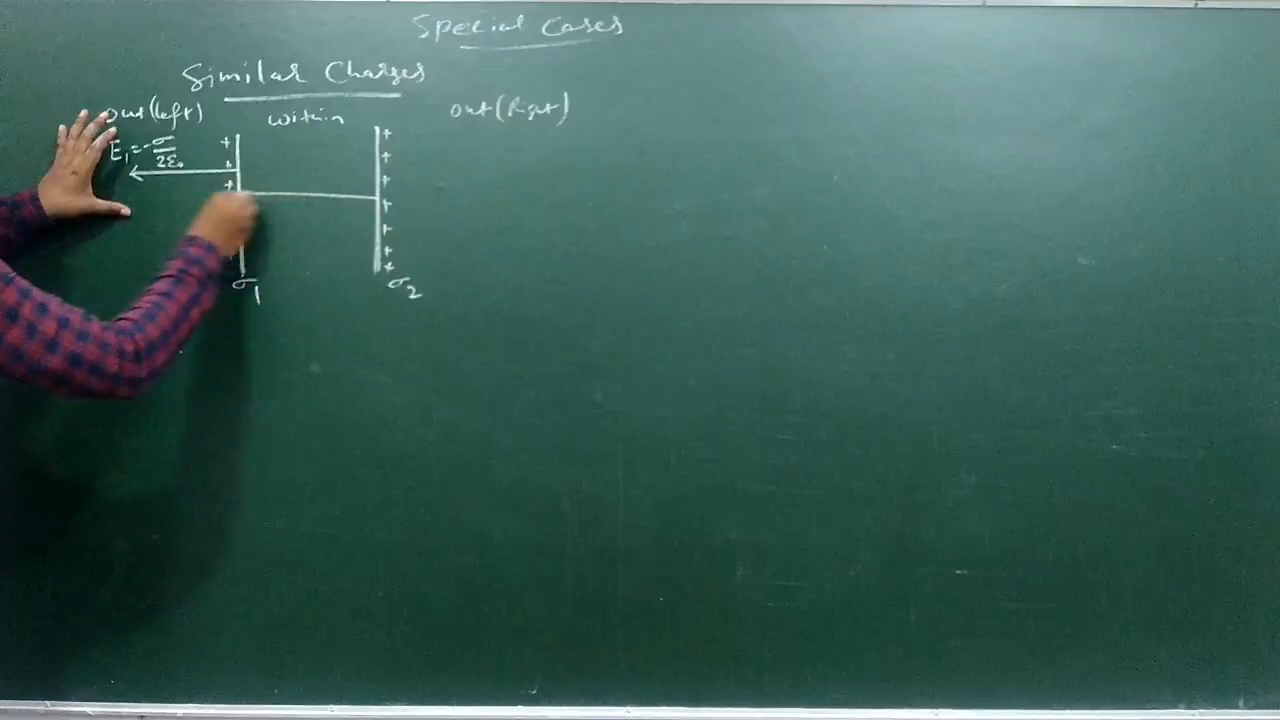 Special Cases
Similar Charges
out (left) within out (Right)
E₁ = -σ/2ε₀
+ + +
+ + + + + + +
σ₁ σ₂